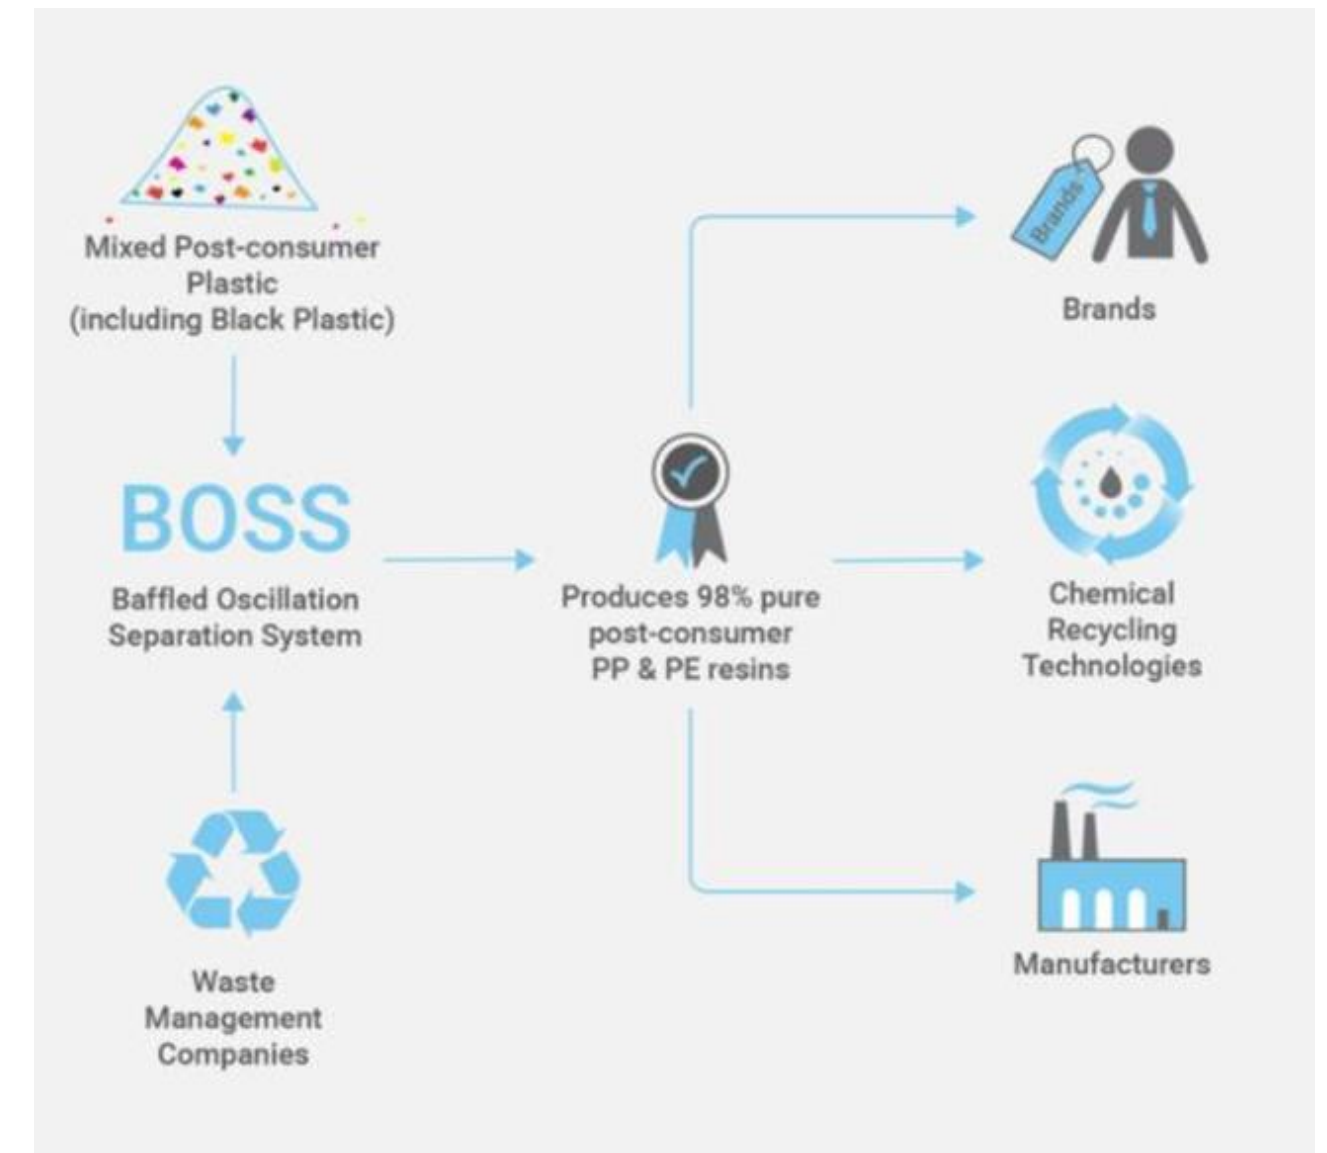 Mixed Post-consumer
Plastic
(including Black Plastic)
BOSS
Baffled Oscillation
Separation System
Waste
Management
Companies
Produces 98% pure
post-consumer
PP & PE resins
Brands
Brands
Chemical
Recycling
Technologies
Manufacturers